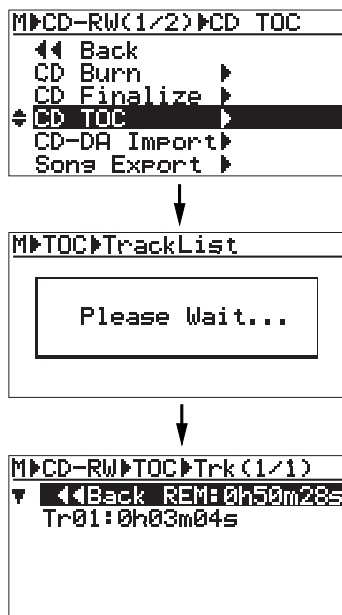 M▶CD-RW(1/2)▶CD TOC
◀◀ Back
CD Burn ▶
CD Finalize ▶
CD TOC ▶
CD-DA Import▶
Song Export ▶
M▶TOC▶TrackList
Please Wait...
M▶CD-RW▶TOC▶Trk(1/1)
◀◀Back REM:0h50m28s
Tr01:0h03m04s